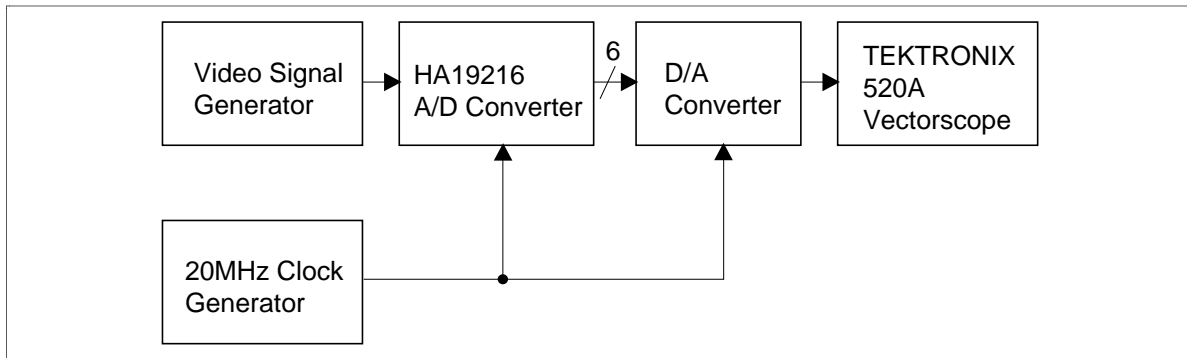 Video Signal
Generator
HA19216
A/D Converter
6
D/A
Converter
TEKTRONIX
520A
Vectorscope
20MHz Clock
Generator